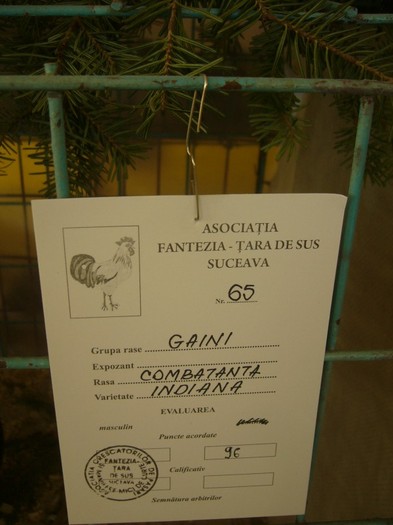 ASOCIAȚIA
FANTEZIA - ȚARA DE SUS
SUCEAVA
Nr. 65
Grupa rase GAINI
Expozant
Rasa COMBATANTA
Varietate INDIANA
EVALUAREA
masculin
Puncte acordate
96
Calificativ
Semnătura arbitrilor
FANTEZIA-
ȚARA
DE SUS
SUCEAVA